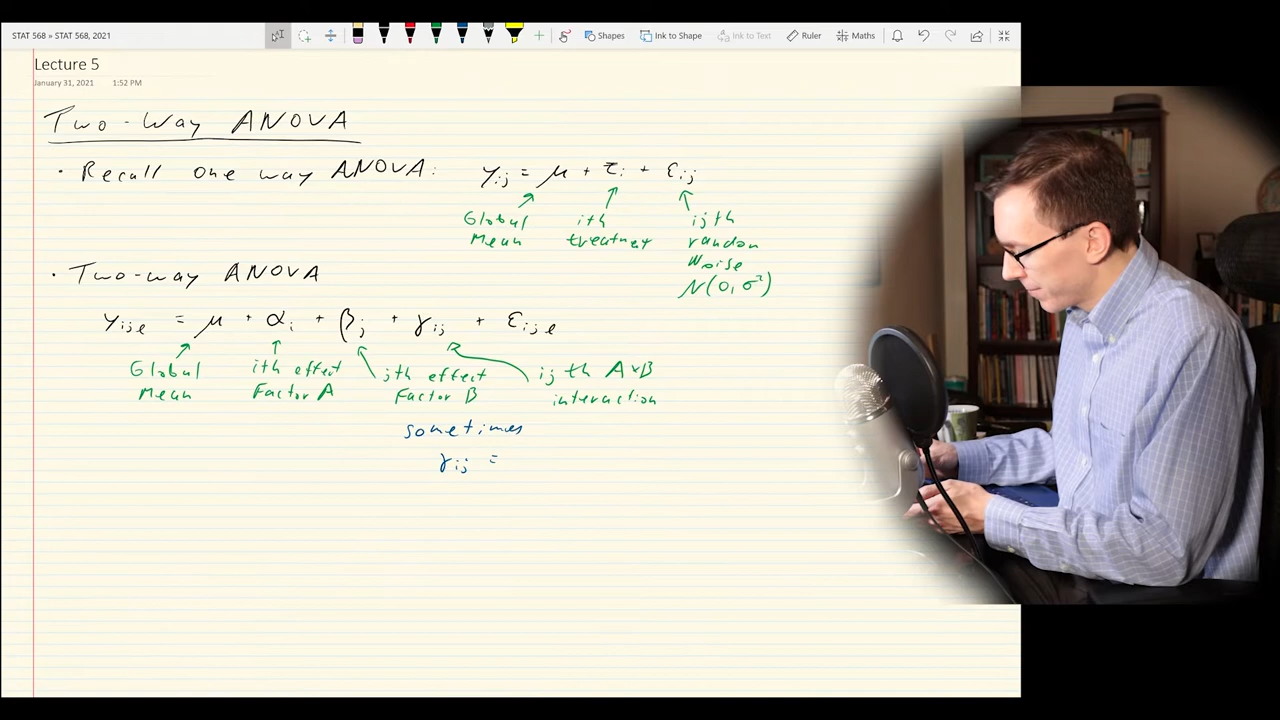 STAT 568 » STAT 568, 2021
Shapes
Ink to Shape
Ink to Text
Ruler
Maths
Lecture 5
January 31, 2021 1:52 PM
Two-Way ANOVA
· Recall one way ANOVA: yij = μ + τi + εij
Global Mean
ith treatmet
ijth random Noise N(0, σ²)
· Two-way ANOVA
yijl = μ + αi + βj + γij + εijl
Global Mean
ith effect Factor A
jth effect Factor B
ij th A×B interaction
sometimes
γij =